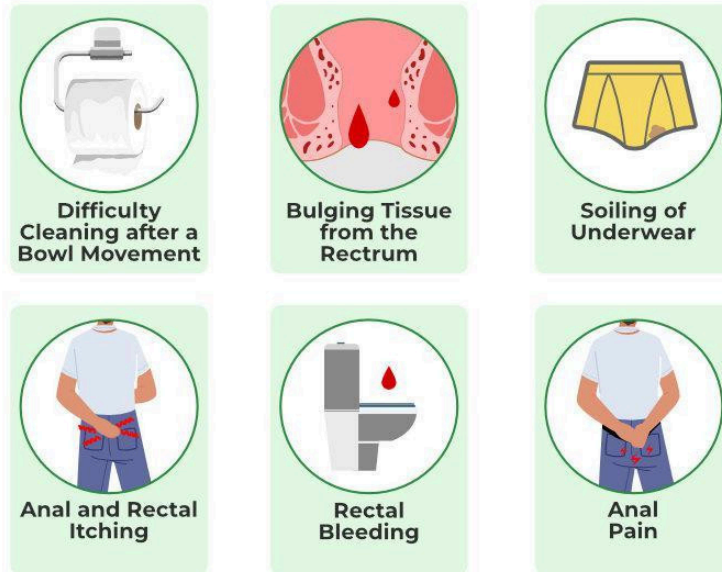 Difficulty
Cleaning after a
Bowl Movement
Bulging Tissue
from the
Rectrum
Soiling of
Underwear
Anal and Rectal
Itching
Rectal
Bleeding
Anal
Pain